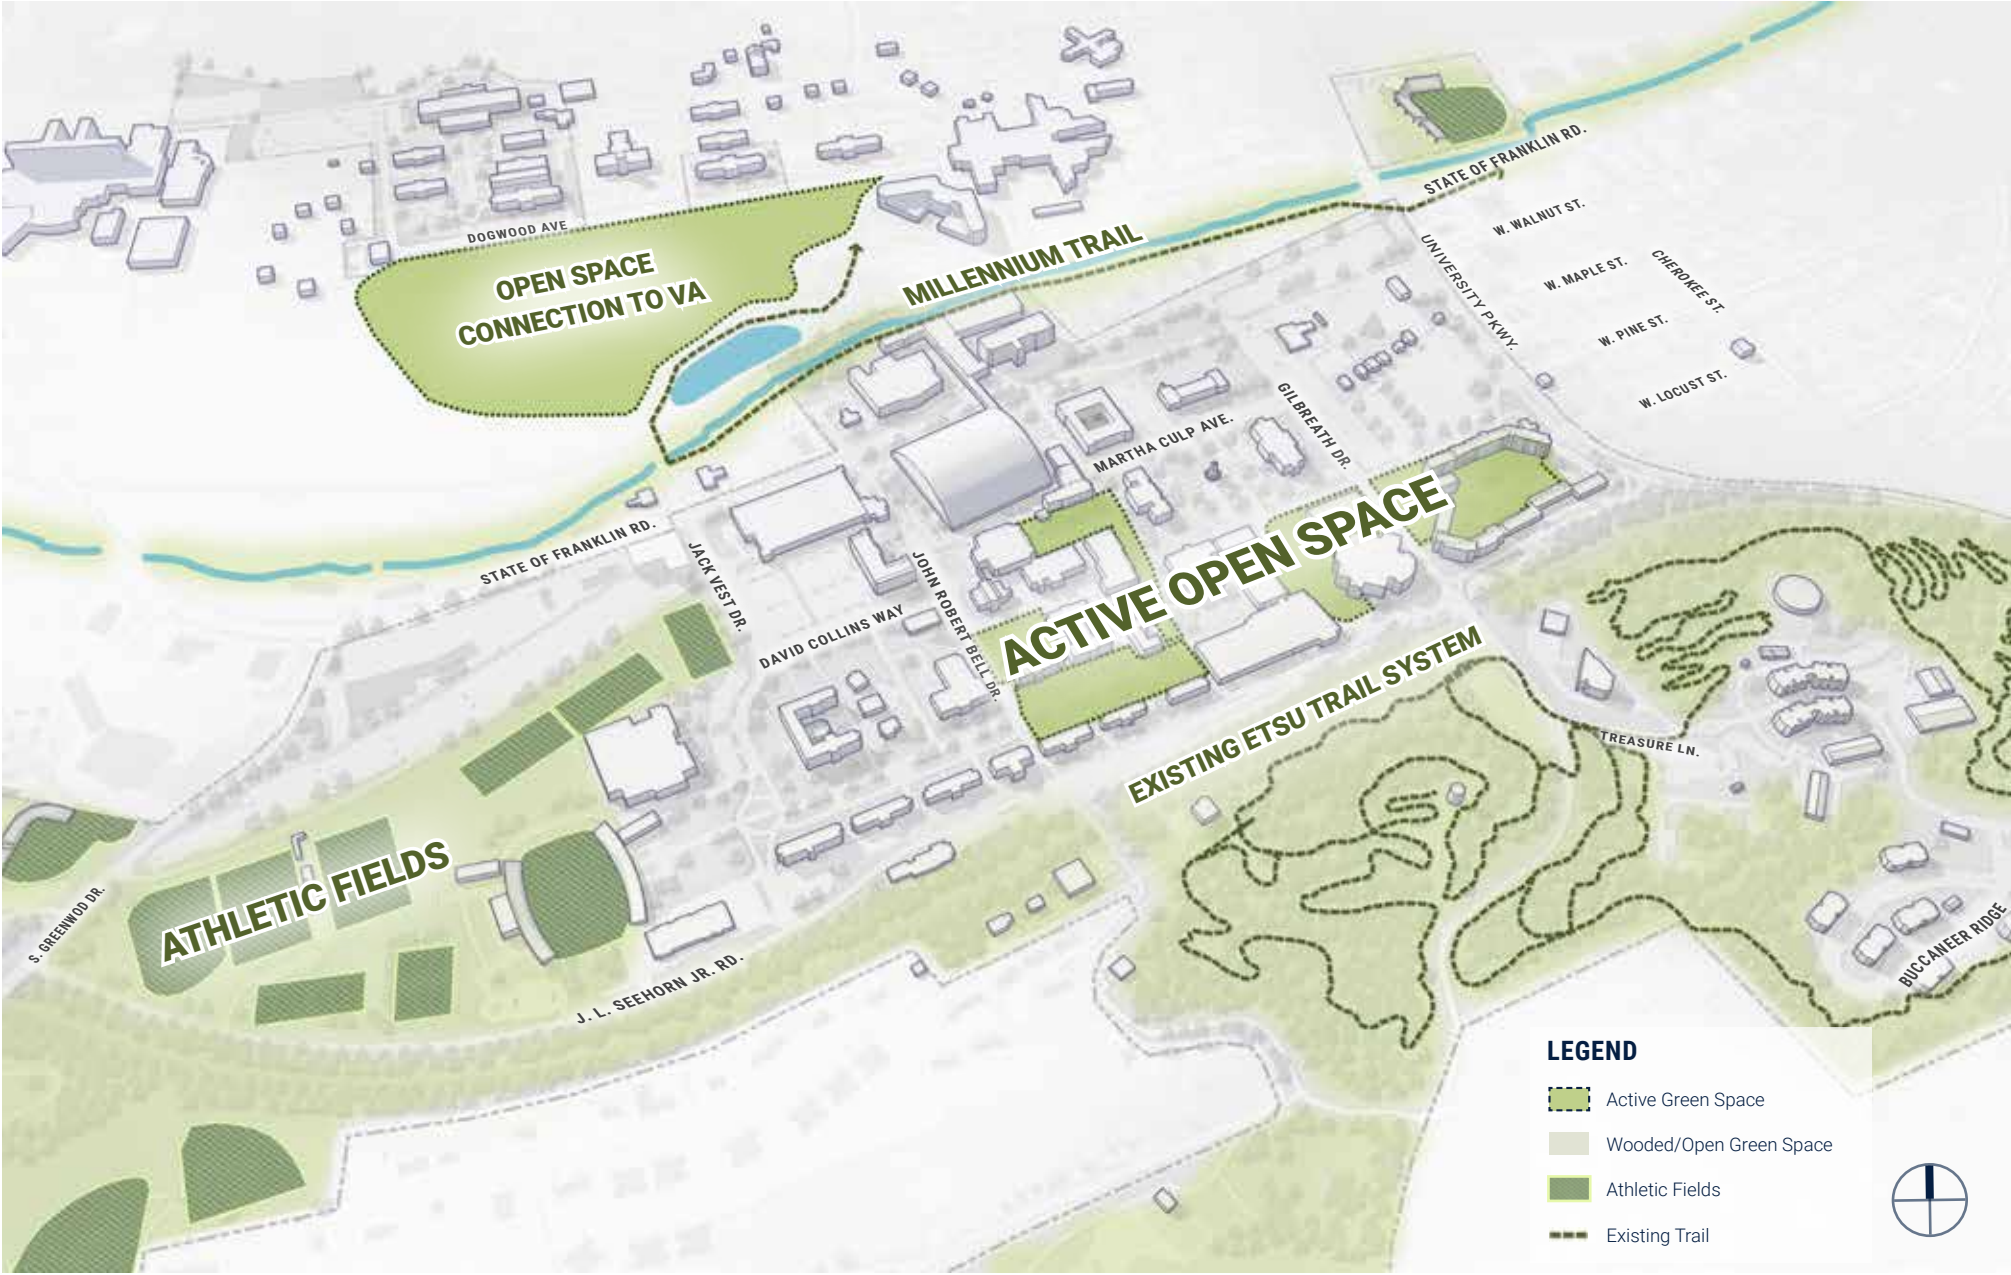 STATE OF FRANKLIN RD.
W. WALNUT ST.
UNIVERSITY PKWY.
W. MAPLE ST.
CHEROKEE ST.
W. PINE ST.
W. LOCUST ST.
DOGWOOD AVE
OPEN SPACE
CONNECTION TO VA
MILLENNIUM TRAIL
GILBREATH DR.
MARTHA CULP AVE.
STATE OF FRANKLIN RD.
JACK VEST DR.
JOHN ROBERT BELL DR.
DAVID COLLINS WAY
ACTIVE OPEN SPACE
EXISTING ETSU TRAIL SYSTEM
TREASURE LN.
ATHLETIC FIELDS
S. GREENWOD DR.
J. L. SEEHORN JR. RD.
BUCCANEER RIDGE
LEGEND
Active Green Space
Wooded/Open Green Space
Athletic Fields
Existing Trail